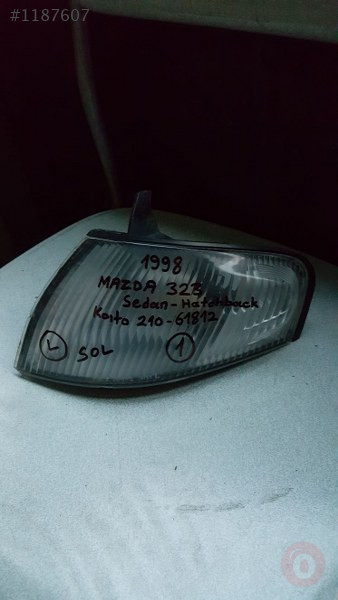 #1187607
1998
MAZDA 323
Sedan-Hatchback
Koito 210-61812
L SOL 1